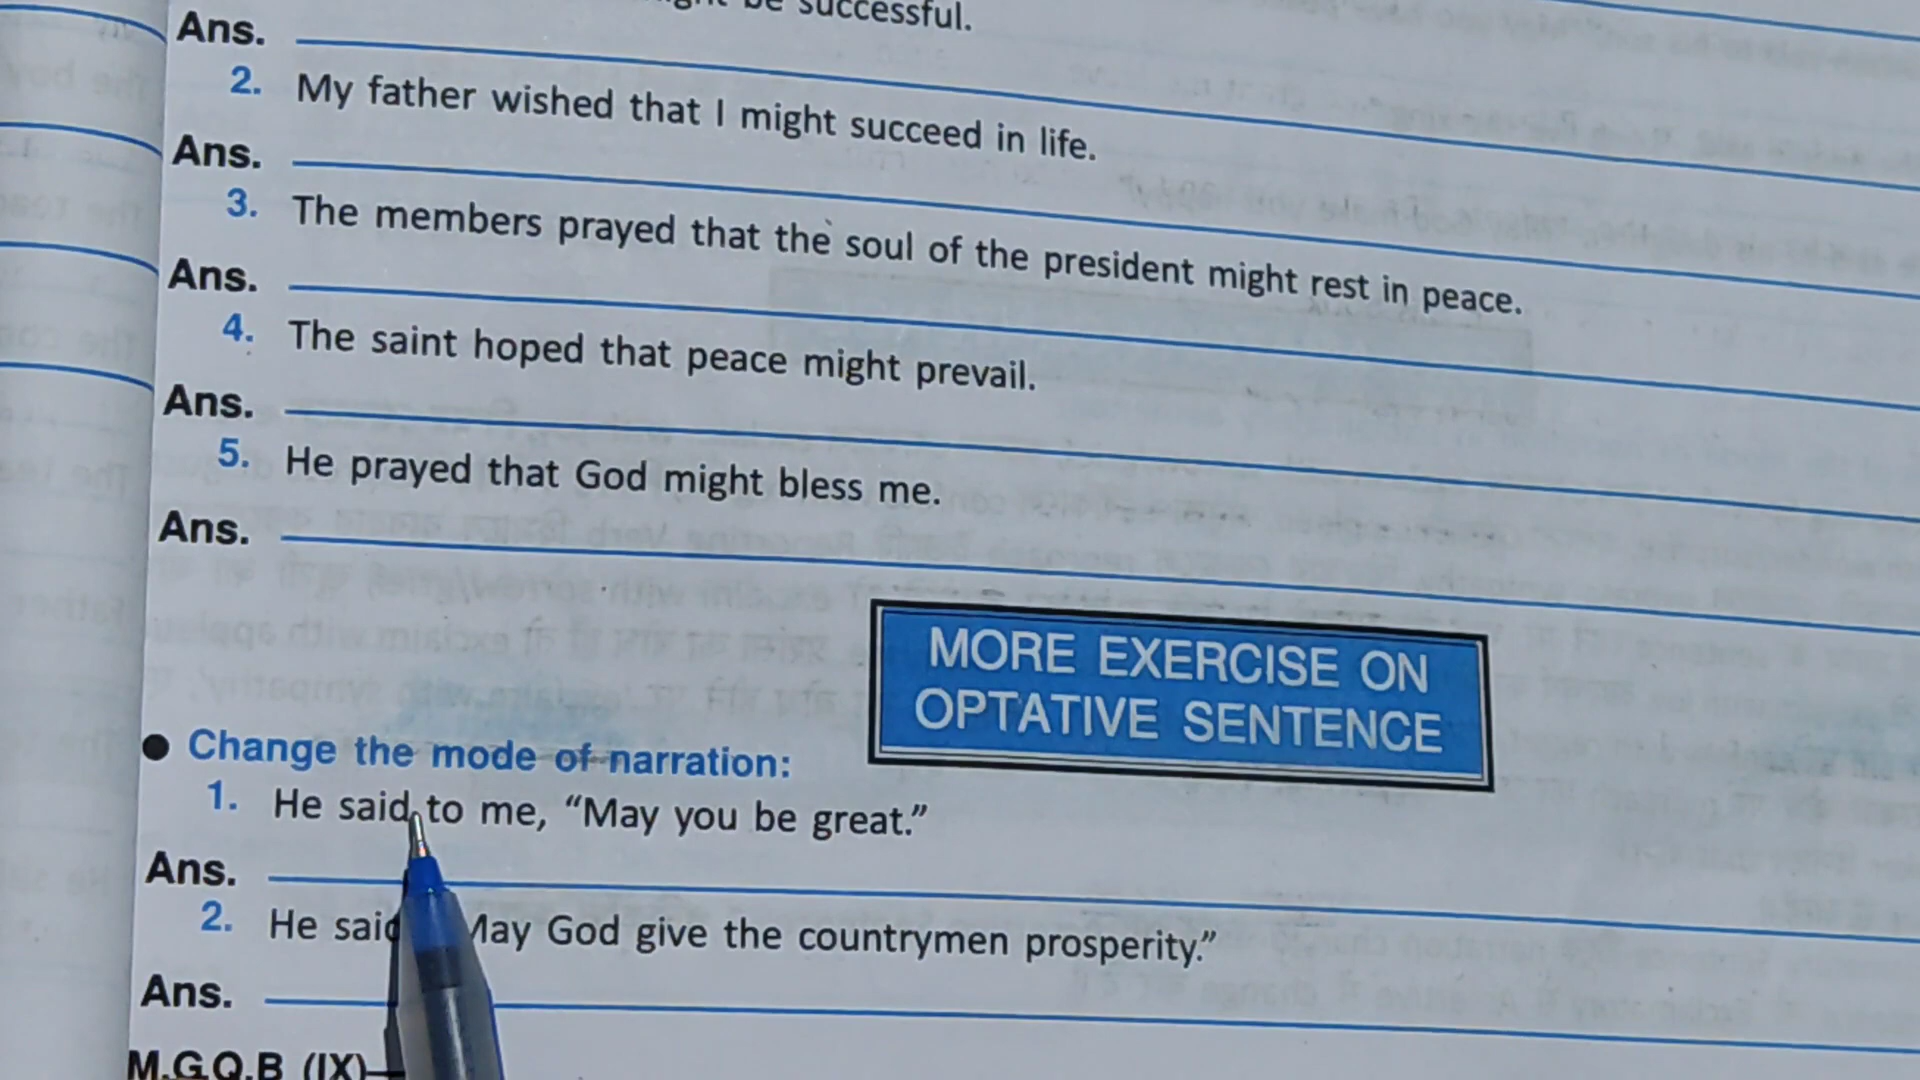 be successful.
Ans.
2. My father wished that I might succeed in life.
Ans.
3. The members prayed that the soul of the president might rest in peace.
Ans.
4. The saint hoped that peace might prevail.
Ans.
5. He prayed that God might bless me.
Ans.
MORE EXERCISE ON
OPTATIVE SENTENCE
Change the mode of narration:
1. He said to me, “May you be great.”
Ans.
2. He said May God give the countrymen prosperity.”
Ans.
M.G.Q.B (IX)—